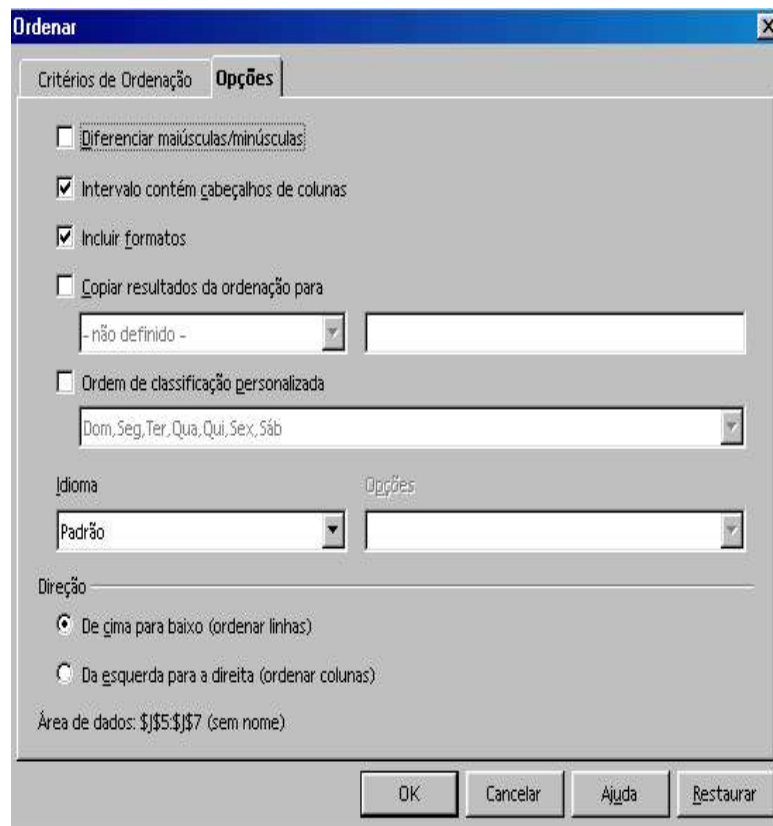 Ordenar
Critérios de Ordenação Opções
Diferenciar maiúsculas/minúsculas
Intervalo contém cabeçalhos de colunas
Incluir formatos
Copiar resultados da ordenação para
- não definido -
Ordem de classificação personalizada
Dom,Seg,Ter,Qua,Qui,Sex,Sáb
Idioma Opções
Padrão
Direção
De cima para baixo (ordenar linhas)
Da esquerda para a direita (ordenar colunas)
Área de dados: $J$5:$J$7 (sem nome)
OK Cancelar Ajuda Restaurar